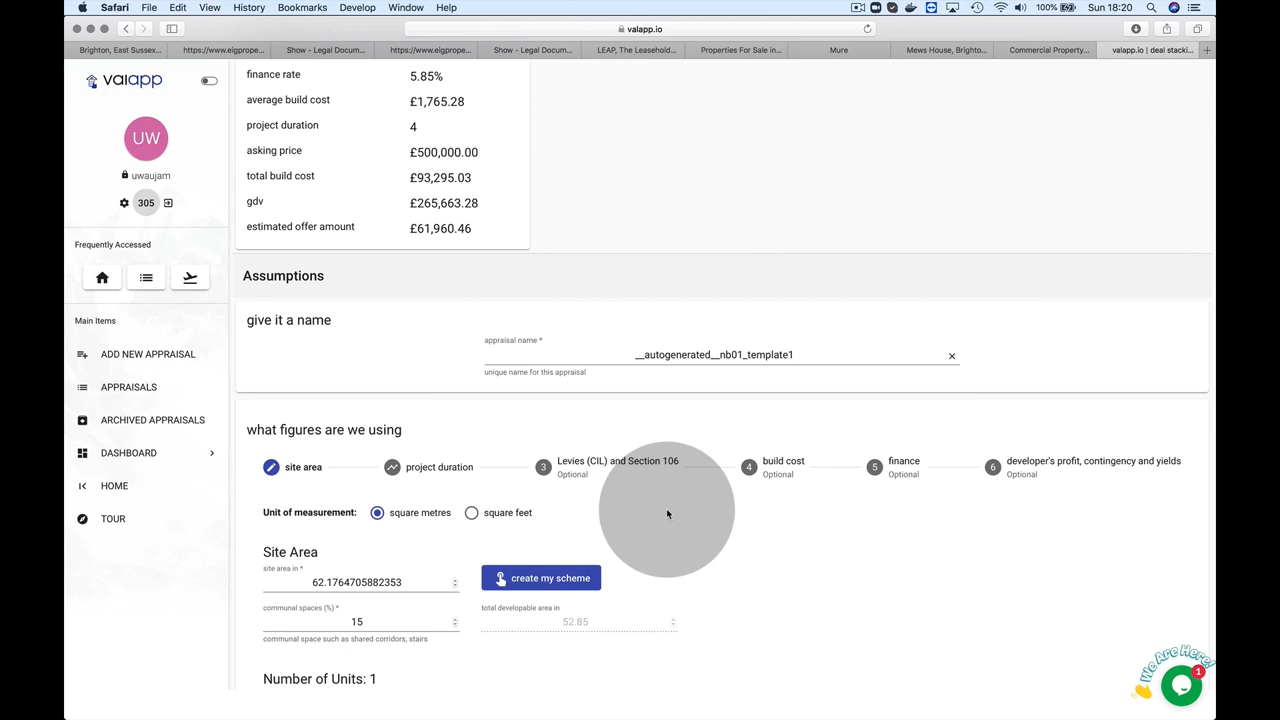 Safari File Edit View History Bookmarks Develop Window Help 100% Sun 18:20
valapp.io
Brighton, East Sussex... https://www.eigprope... Show - Legal Docum... https://www.eigprope... Show - Legal Docum... LEAP, The Leasehold... Properties For Sale in... Mure Mews House, Brighto... Commercial Property... valapp.io | deal stacki...
valapp
UW
uwaujam
305
Frequently Accessed
Main Items
ADD NEW APPRAISAL
APPRAISALS
ARCHIVED APPRAISALS
DASHBOARD
HOME
TOUR
finance rate 5.85%
average build cost £1,765.28
project duration 4
asking price £500,000.00
total build cost £93,295.03
gdv £265,663.28
estimated offer amount £61,960.46
Assumptions
give it a name
appraisal name *
__autogenerated__nb01_template1
unique name for this appraisal
what figures are we using
site area
project duration
3 Levies (CIL) and Section 106
Optional
4 build cost
Optional
5 finance
Optional
6 developer's profit, contingency and yields
Optional
Unit of measurement: square metres square feet
Site Area
site area in *
62.1764705882353
create my scheme
communal spaces (%) *
15
communal space such as shared corridors, stairs
total developable area in
52.85
Number of Units: 1
We Are Here!
1